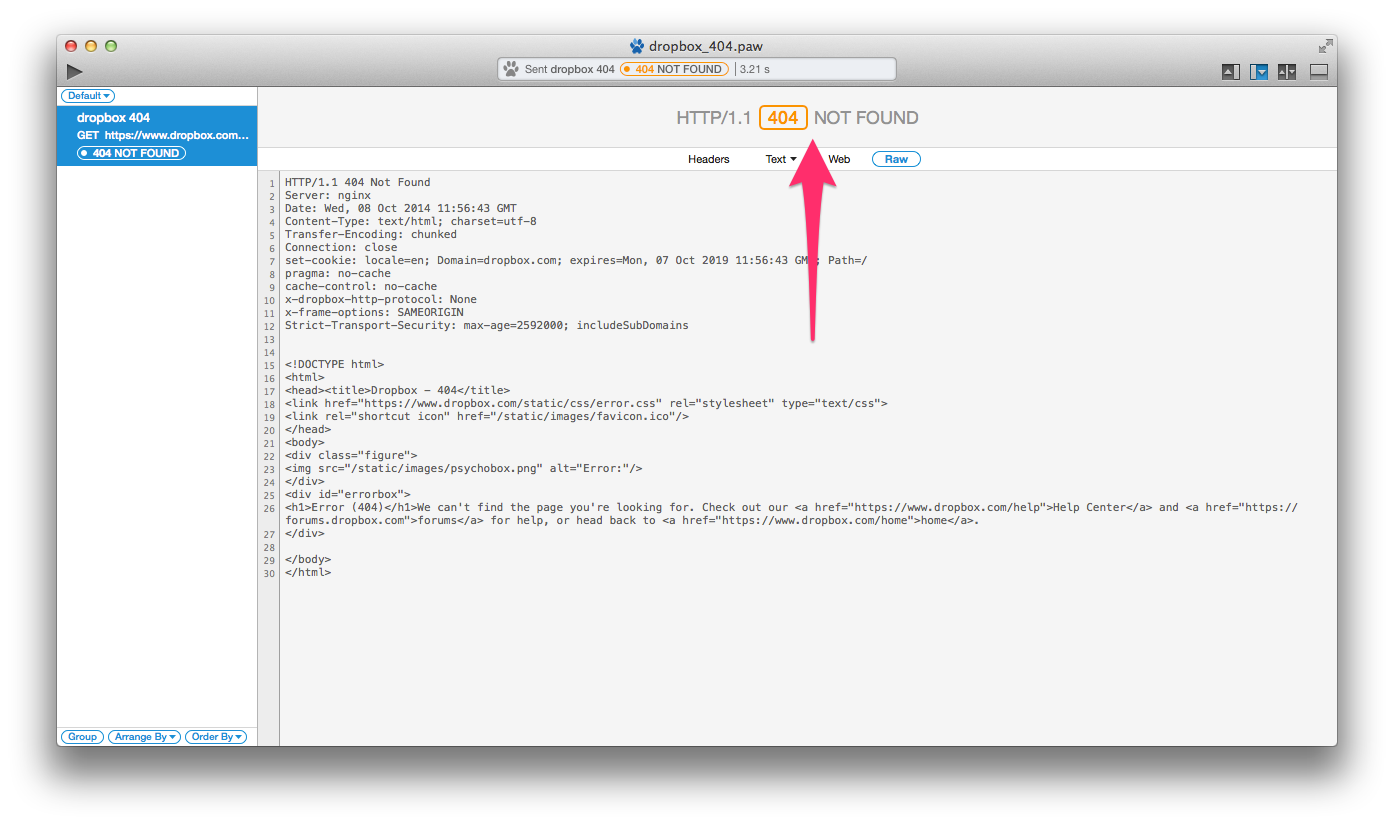 dropbox_404.paw
Sent dropbox 404 404 NOT FOUND 3.21 s
Default
dropbox 404
GET https://www.dropbox.com...
404 NOT FOUND
HTTP/1.1 404 NOT FOUND
Headers Text Web Raw
1 HTTP/1.1 404 Not Found
2 Server: nginx
3 Date: Wed, 08 Oct 2014 11:56:43 GMT
4 Content-Type: text/html; charset=utf-8
5 Transfer-Encoding: chunked
6 Connection: close
7 set-cookie: locale=en; Domain=dropbox.com; expires=Mon, 07 Oct 2019 11:56:43 GM; Path=/
8 pragma: no-cache
9 cache-control: no-cache
10 x-dropbox-http-protocol: None
11 x-frame-options: SAMEORIGIN
12 Strict-Transport-Security: max-age=2592000; includeSubDomains
13
14
15 <!DOCTYPE html>
16 <html>
17 <head><title>Dropbox - 404</title>
18 <link href="https://www.dropbox.com/static/css/error.css" rel="stylesheet" type="text/css">
19 <link rel="shortcut icon" href="/static/images/favicon.ico"/>
20 </head>
21 <body>
22 <div class="figure">
23 <img src="/static/images/psychobox.png" alt="Error:"/>
24 </div>
25 <div id="errorbox">
26 <h1>Error (404)</h1>We can't find the page you're looking for. Check out our <a href="https://www.dropbox.com/help">Help Center</a> and <a href="https://
forums.dropbox.com">forums</a> for help, or head back to <a href="https://www.dropbox.com/home">home</a>.
27 </div>
28
29 </body>
30 </html>
Group Arrange By Order By